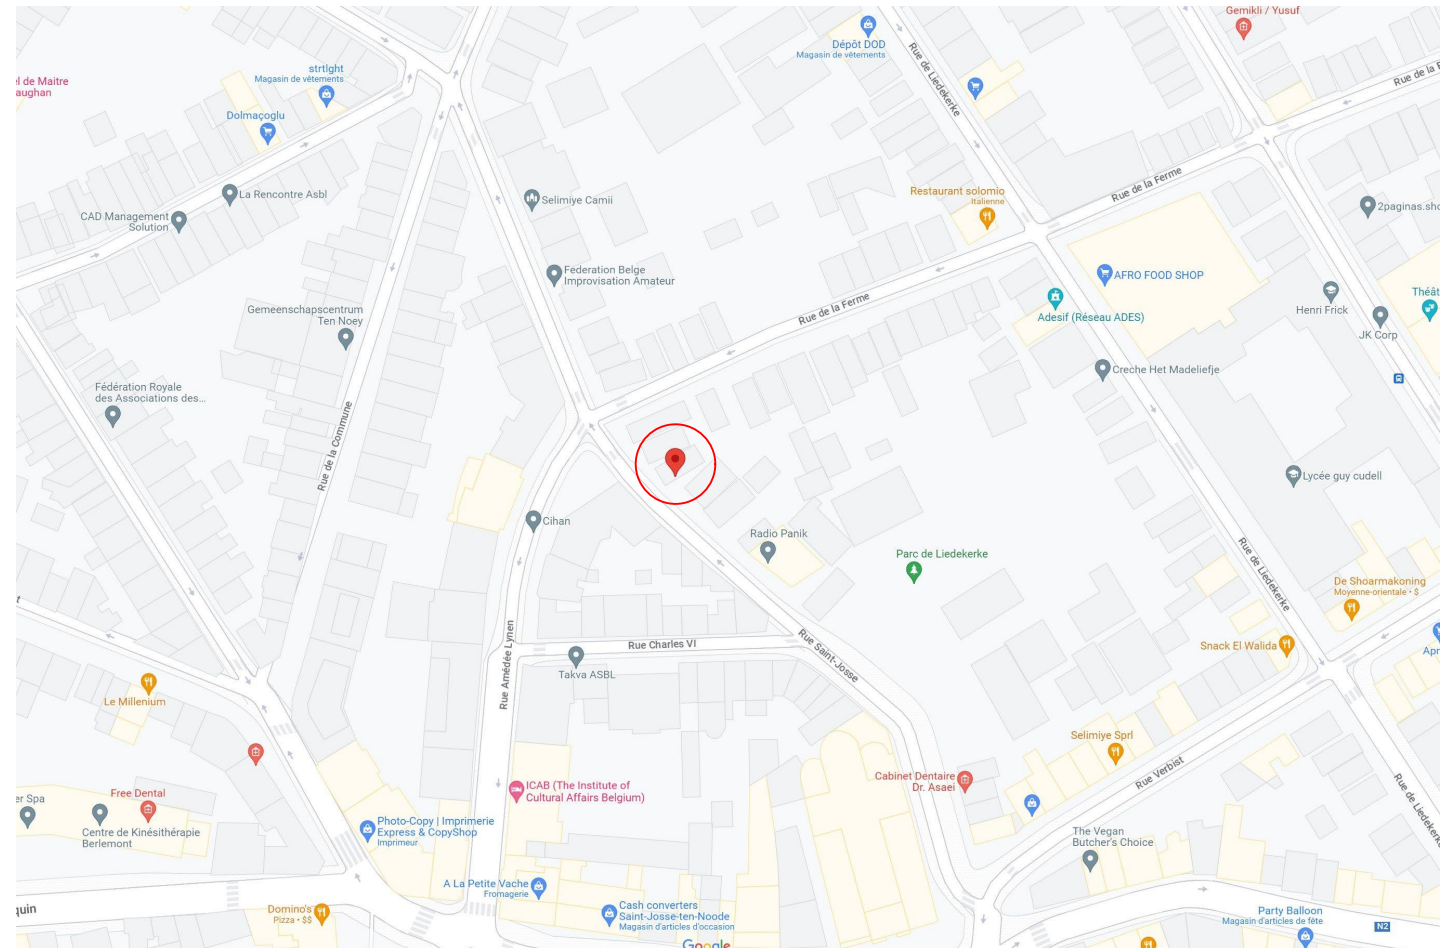 Gemikli / Yusuf
Dépôt DOD
Magasin de vêtements
Rue de Liedekerke
strtlght
Magasin de vêtements
el de Maitre
aughan
Rue de la F
Dolmaçoglu
Rue de la Ferme
La Rencontre Asbl
Selimiye Camii
Restaurant solomio
Italienne
2paginas.sho
CAD Management
Solution
Federation Belge
Improvisation Amateur
AFRO FOOD SHOP
Théât
Gemeenschapscentrum
Ten Noey
Rue de la Ferme
Adesif (Réseau ADES)
Henri Frick
JK Corp
Fédération Royale
des Associations des...
Creche Het Madeliefje
Rue de la Commune
Lycée guy cudell
Cihan
Radio Panik
Parc de Liedekerke
Rue de Liedekerke
De Shoarmakoning
Moyenne-orientale • $
Rue Amédée Lynen
Rue Charles VI
Rue Saint-Josse
Snack El Walida
Apr
Takva ASBL
Le Millenium
Selimiye Sprl
Rue Verbist
Cabinet Dentaire
Dr. Asaei
Rue de Liedekerke
ICAB (The Institute of
Cultural Affairs Belgium)
Free Dental
er Spa
Centre de Kinésithérapie
Berlemont
Photo-Copy | Imprimerie
Express & CopyShop
Imprimeur
The Vegan
Butcher's Choice
A La Petite Vache
Fromagerie
quin
Domino's
Pizza • $$
Cash converters
Saint-Josse-ten-Noode
Magasin d'articles d'occasion
Party Balloon
Magasin d'articles de fête
N2
Google